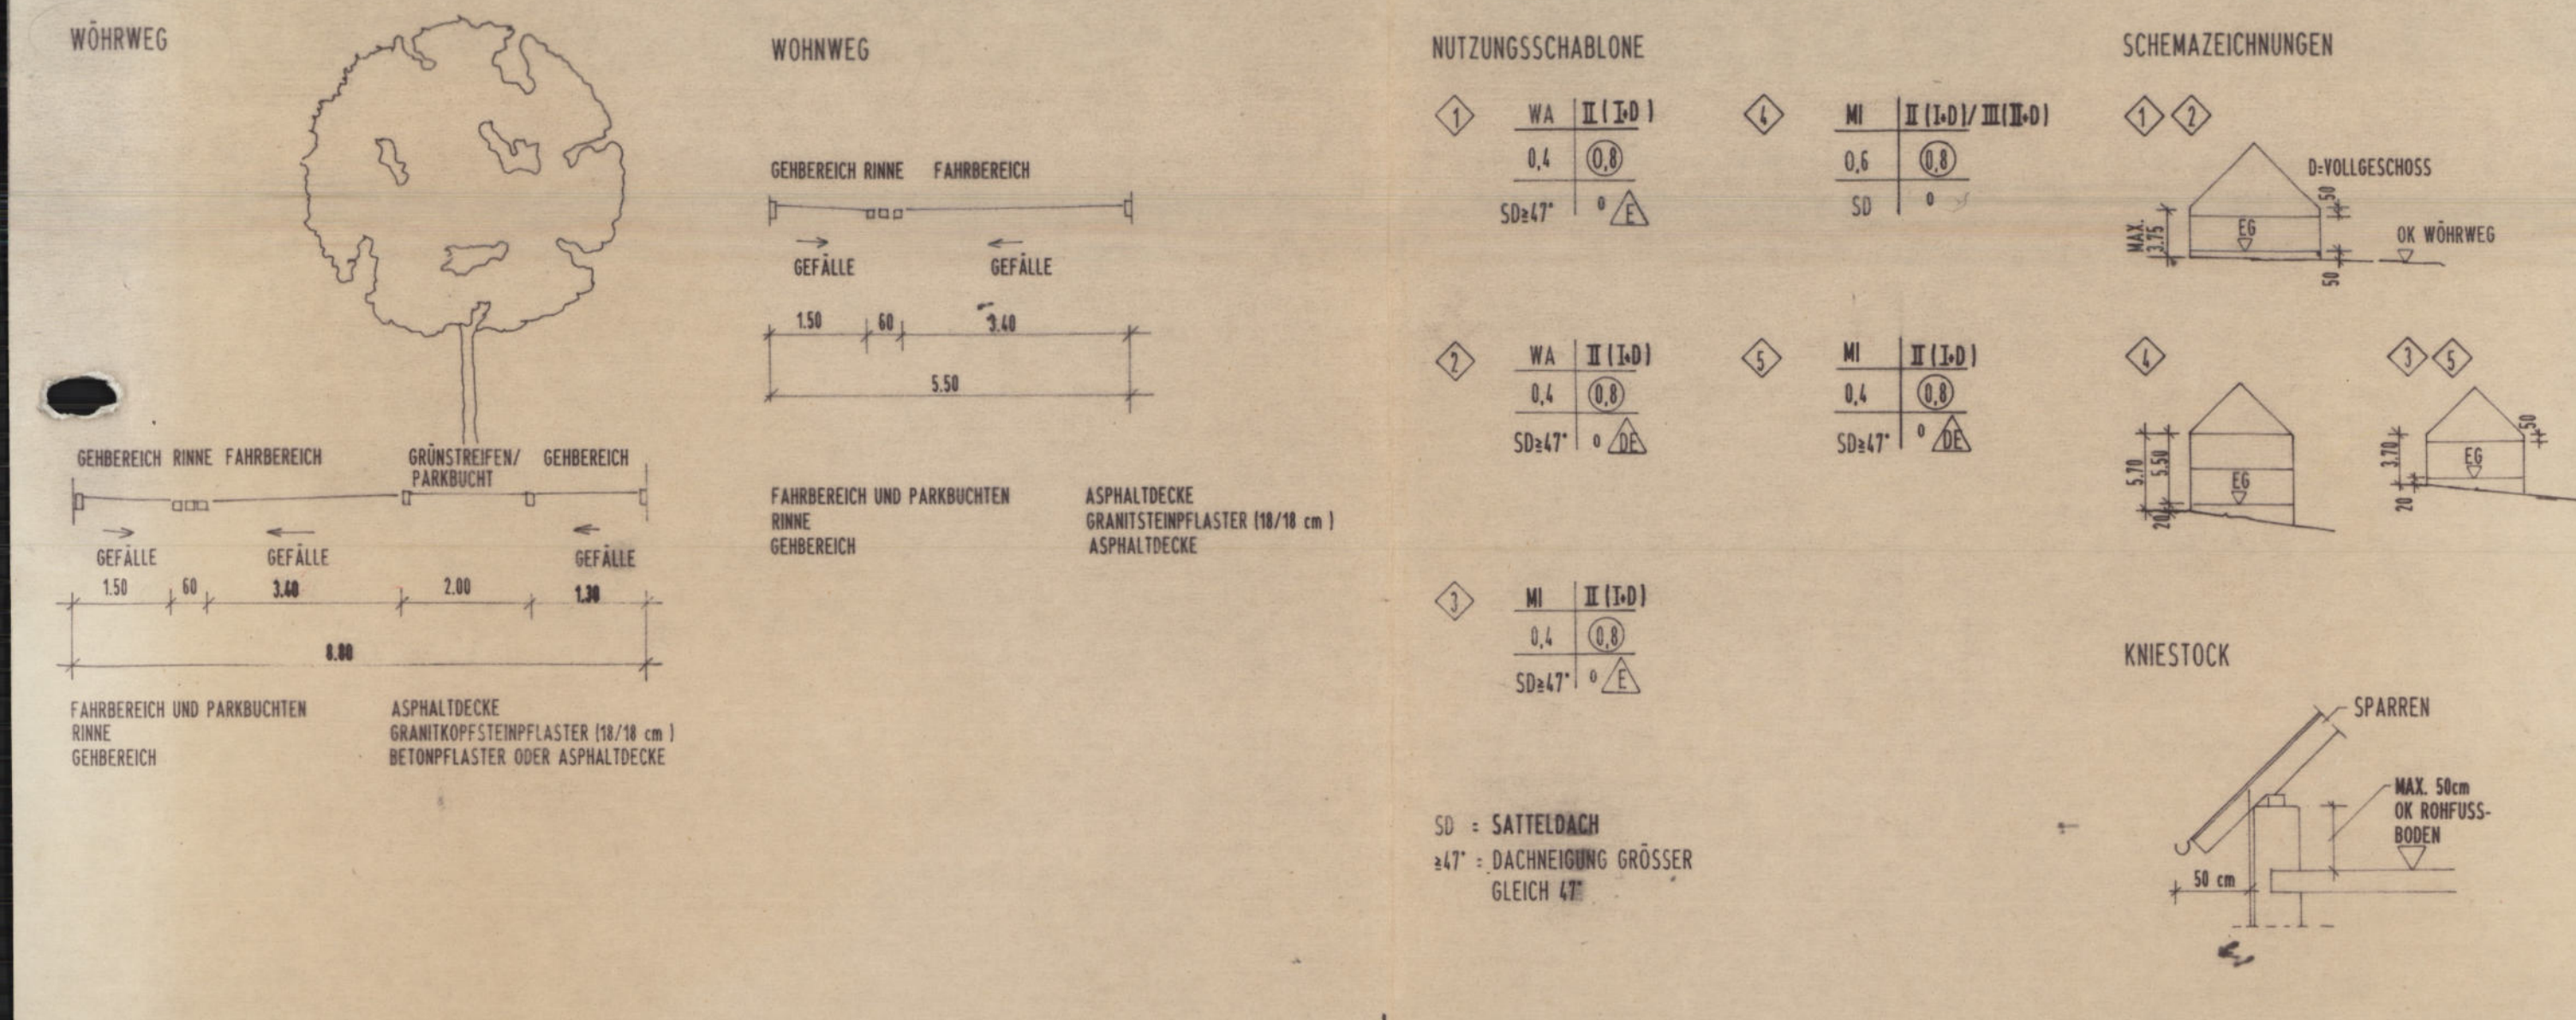 WÖHRWEG
GEHBEREICH RINNE FAHRBEREICH GRÜNSTREIFEN/ GEHBEREICH
PARKBUCHT
GEFÄLLE GEFÄLLE GEFÄLLE
1.50 60 3.40 2.00 1.30
8.80
FAHRBEREICH UND PARKBUCHTEN ASPHALTDECKE
RINNE GRANITKOPFSTEINPFLASTER (18/18 cm )
GEHBEREICH BETONPFLASTER ODER ASPHALTDECKE
WOHNWEG
GEHBEREICH RINNE FAHRBEREICH
GEFÄLLE GEFÄLLE
1.50 60 3.40
5.50
FAHRBEREICH UND PARKBUCHTEN ASPHALTDECKE
RINNE GRANITSTEINPFLASTER (18/18 cm )
GEHBEREICH ASPHALTDECKE
NUTZUNGSSCHABLONE
1 WA II (I+D)
0,4 0,8
SD≥47° o E
4 MI II (I+D)/ III(II+D)
0,6 0,8
SD o
2 WA II (I+D)
0,4 0,8
SD≥47° o DE
5 MI II (I+D)
0,4 0,8
SD≥47° o DE
3 MI II (I+D)
0,4 0,8
SD≥47° o E
SD = SATTELDACH
≥47° = DACHNEIGUNG GRÖSSER
GLEICH 47°
SCHEMAZEICHNUNGEN
1 2
D=VOLLGESCHOSS
50
MAX.
3.75
EG
OK WÖHRWEG
50
4
5.70
5.50
EG
20
3 5
50
3.70
EG
20
KNIESTOCK
SPARREN
MAX. 50cm
OK ROHFUSS-
BODEN
50 cm